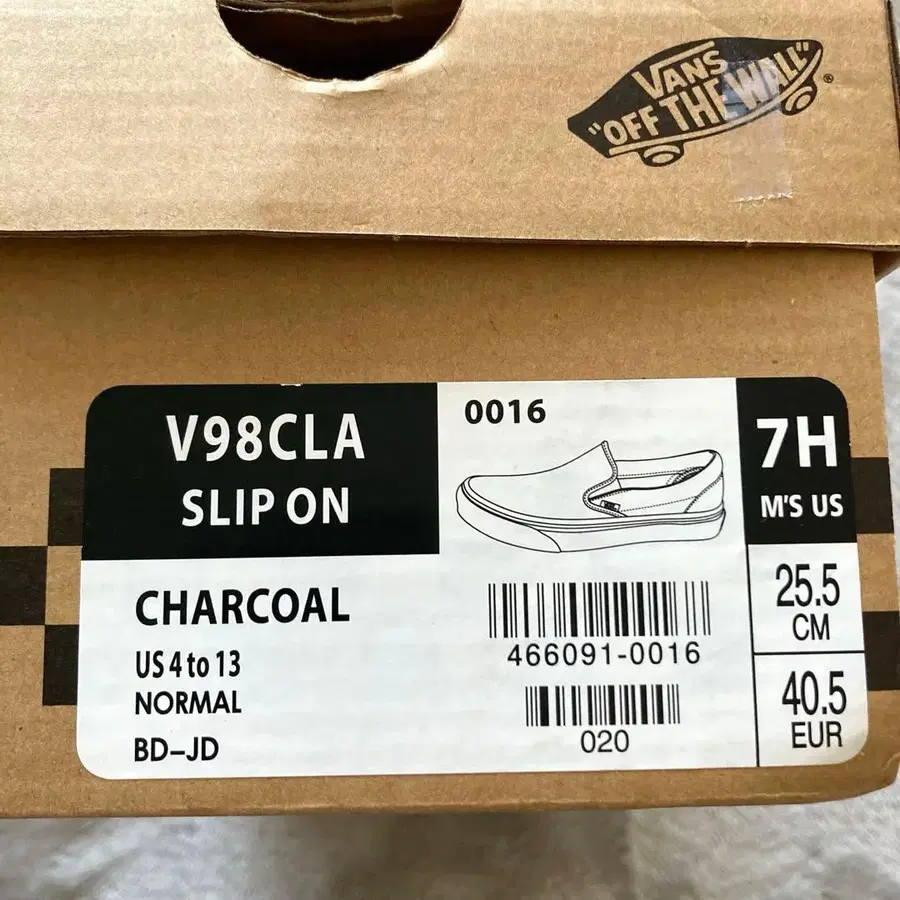 VANS
"OFF THE WALL"
®
V98CLA
SLIP ON
0016
7H
M'S US
CHARCOAL
US 4 to 13
NORMAL
BD-JD
466091-0016
020
25.5
CM
40.5
EUR